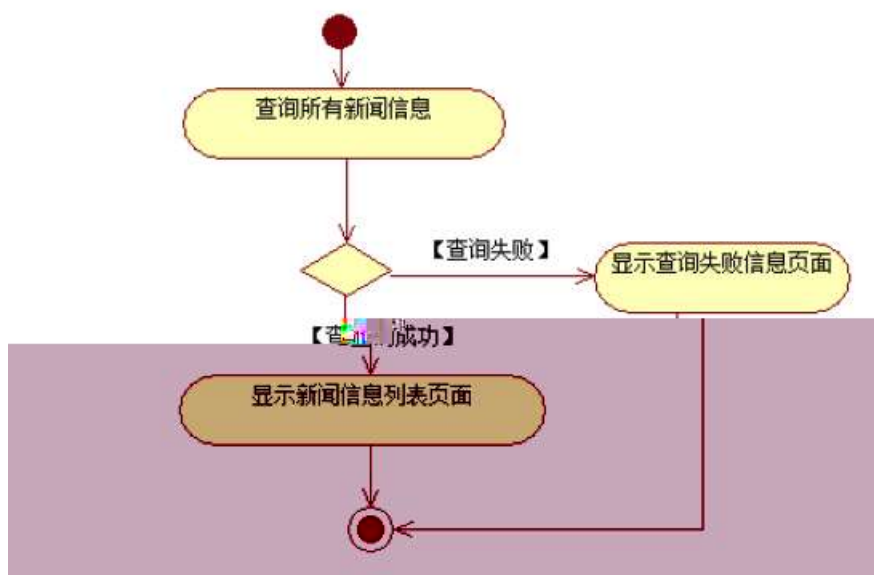 查询所有新闻信息
【查询失败】
显示查询失败信息页面
【查 成功】
显示新闻信息列表页面